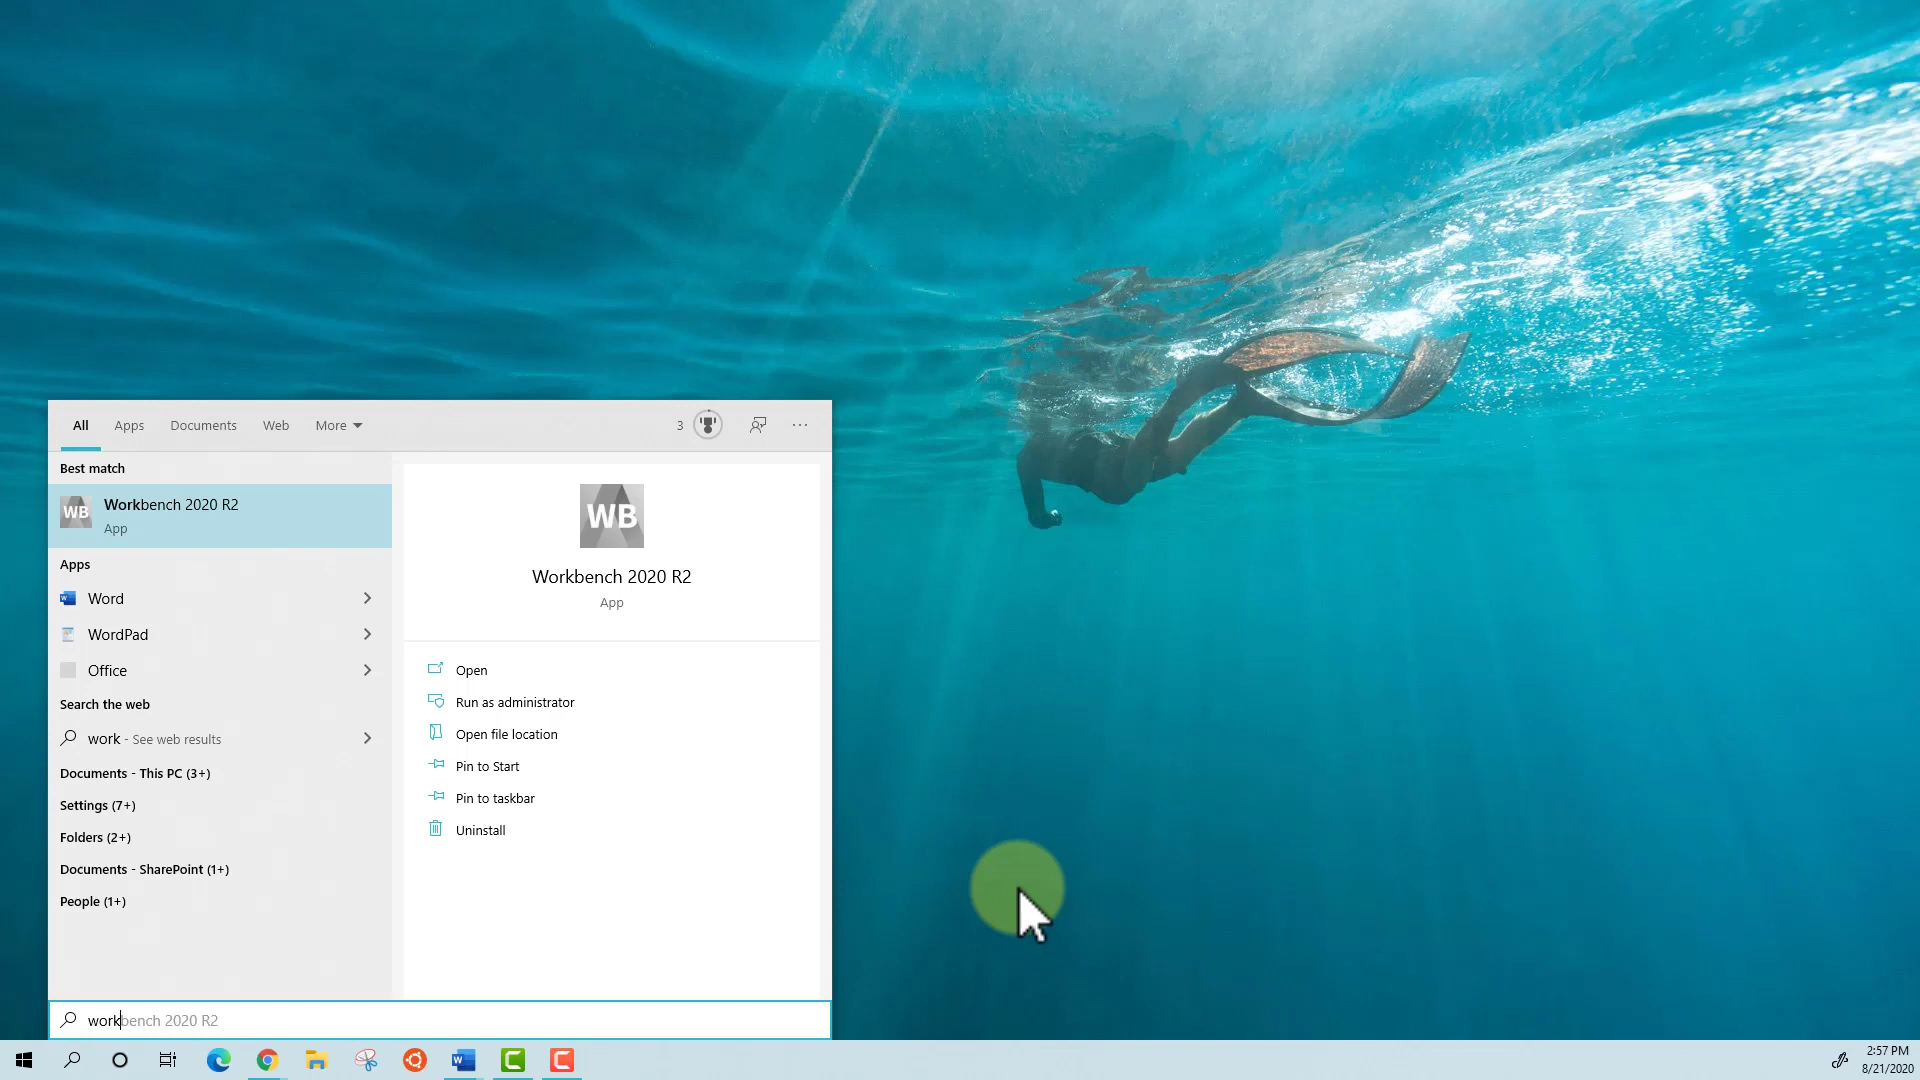 All Apps Documents Web More 3
Best match
WB Workbench 2020 R2
App
Apps
Word
WordPad
Office
Search the web
work - See web results
Documents - This PC (3+)
Settings (7+)
Folders (2+)
Documents - SharePoint (1+)
People (1+)
WB
Workbench 2020 R2
App
Open
Run as administrator
Open file location
Pin to Start
Pin to taskbar
Uninstall
workbench 2020 R2
2:57 PM
8/21/2020